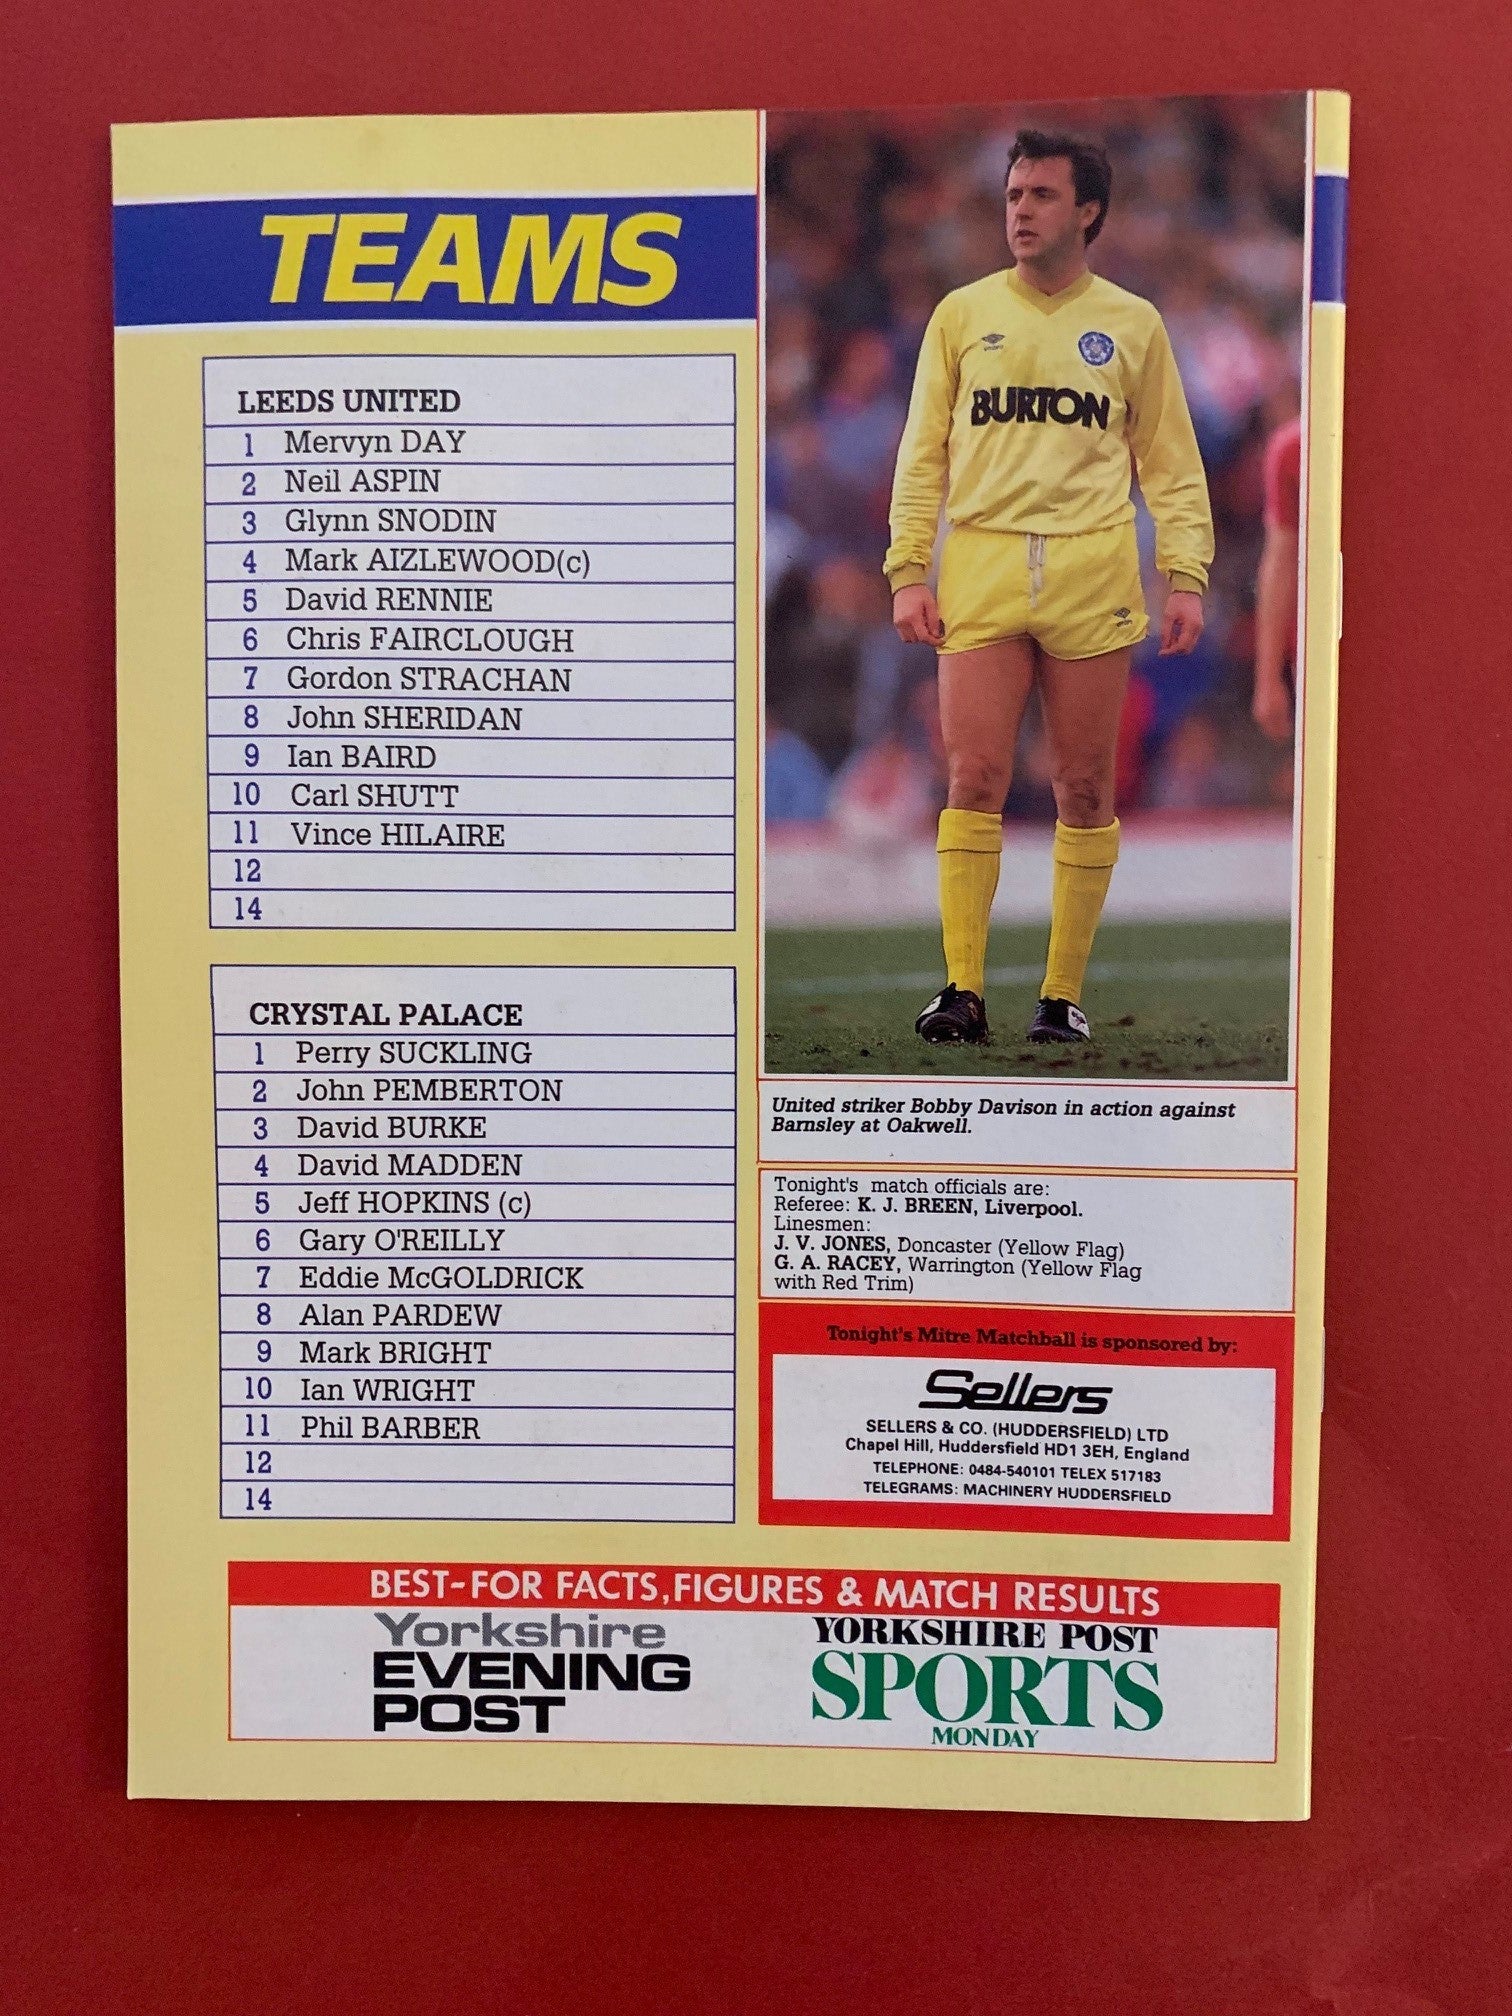 TEAMS
LEEDS UNITED
1 Mervyn DAY
2 Neil ASPIN
3 Glynn SNODIN
4 Mark AIZLEWOOD(c)
5 David RENNIE
6 Chris FAIRCLOUGH
7 Gordon STRACHAN
8 John SHERIDAN
9 Ian BAIRD
10 Carl SHUTT
11 Vince HILAIRE
12
14
CRYSTAL PALACE
1 Perry SUCKLING
2 John PEMBERTON
3 David BURKE
4 David MADDEN
5 Jeff HOPKINS (c)
6 Gary O'REILLY
7 Eddie McGOLDRICK
8 Alan PARDEW
9 Mark BRIGHT
10 Ian WRIGHT
11 Phil BARBER
12
14
BURTON
United striker Bobby Davison in action against
Barnsley at Oakwell.
Tonight's match officials are:
Referee: K. J. BREEN, Liverpool.
Linesmen:
J. V. JONES, Doncaster (Yellow Flag)
G. A. RACEY, Warrington (Yellow Flag
with Red Trim)
Tonight's Mitre Matchball is sponsored by:
Sellers
SELLERS & CO. (HUDDERSFIELD) LTD
Chapel Hill, Huddersfield HD1 3EH, England
TELEPHONE: 0484-540101 TELEX 517183
TELEGRAMS: MACHINERY HUDDERSFIELD
BEST-FOR FACTS,FIGURES & MATCH RESULTS
Yorkshire
EVENING
POST
YORKSHIRE POST
SPORTS
MONDAY